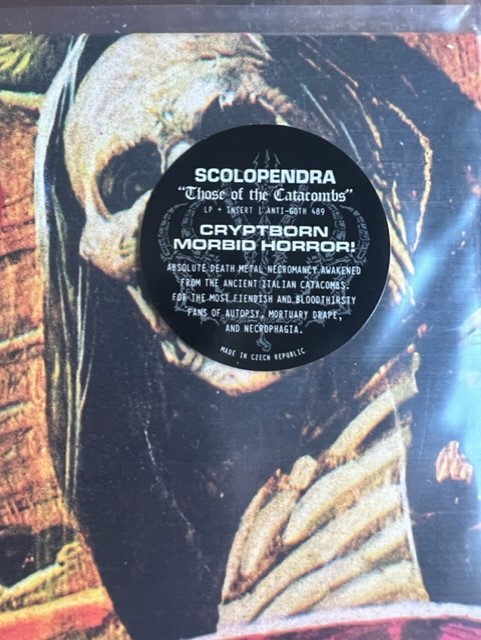 SCOLOPENDRA
"Those of the Catacombs"
LP + INSERT | ANTI-GOTH 489
CRYPTBORN
MORBID HORROR!
ABSOLUTE DEATH METAL NECROMANCY AWAKENED
FROM THE ANCIENT ITALIAN CATACOMBS.
FOR THE MOST FIENDISH AND BLOODTHIRSTY
FANS OF AUTOPSY, MORTUARY DRAPE,
AND NECROPHAGIA.
MADE IN CZECH REPUBLIC